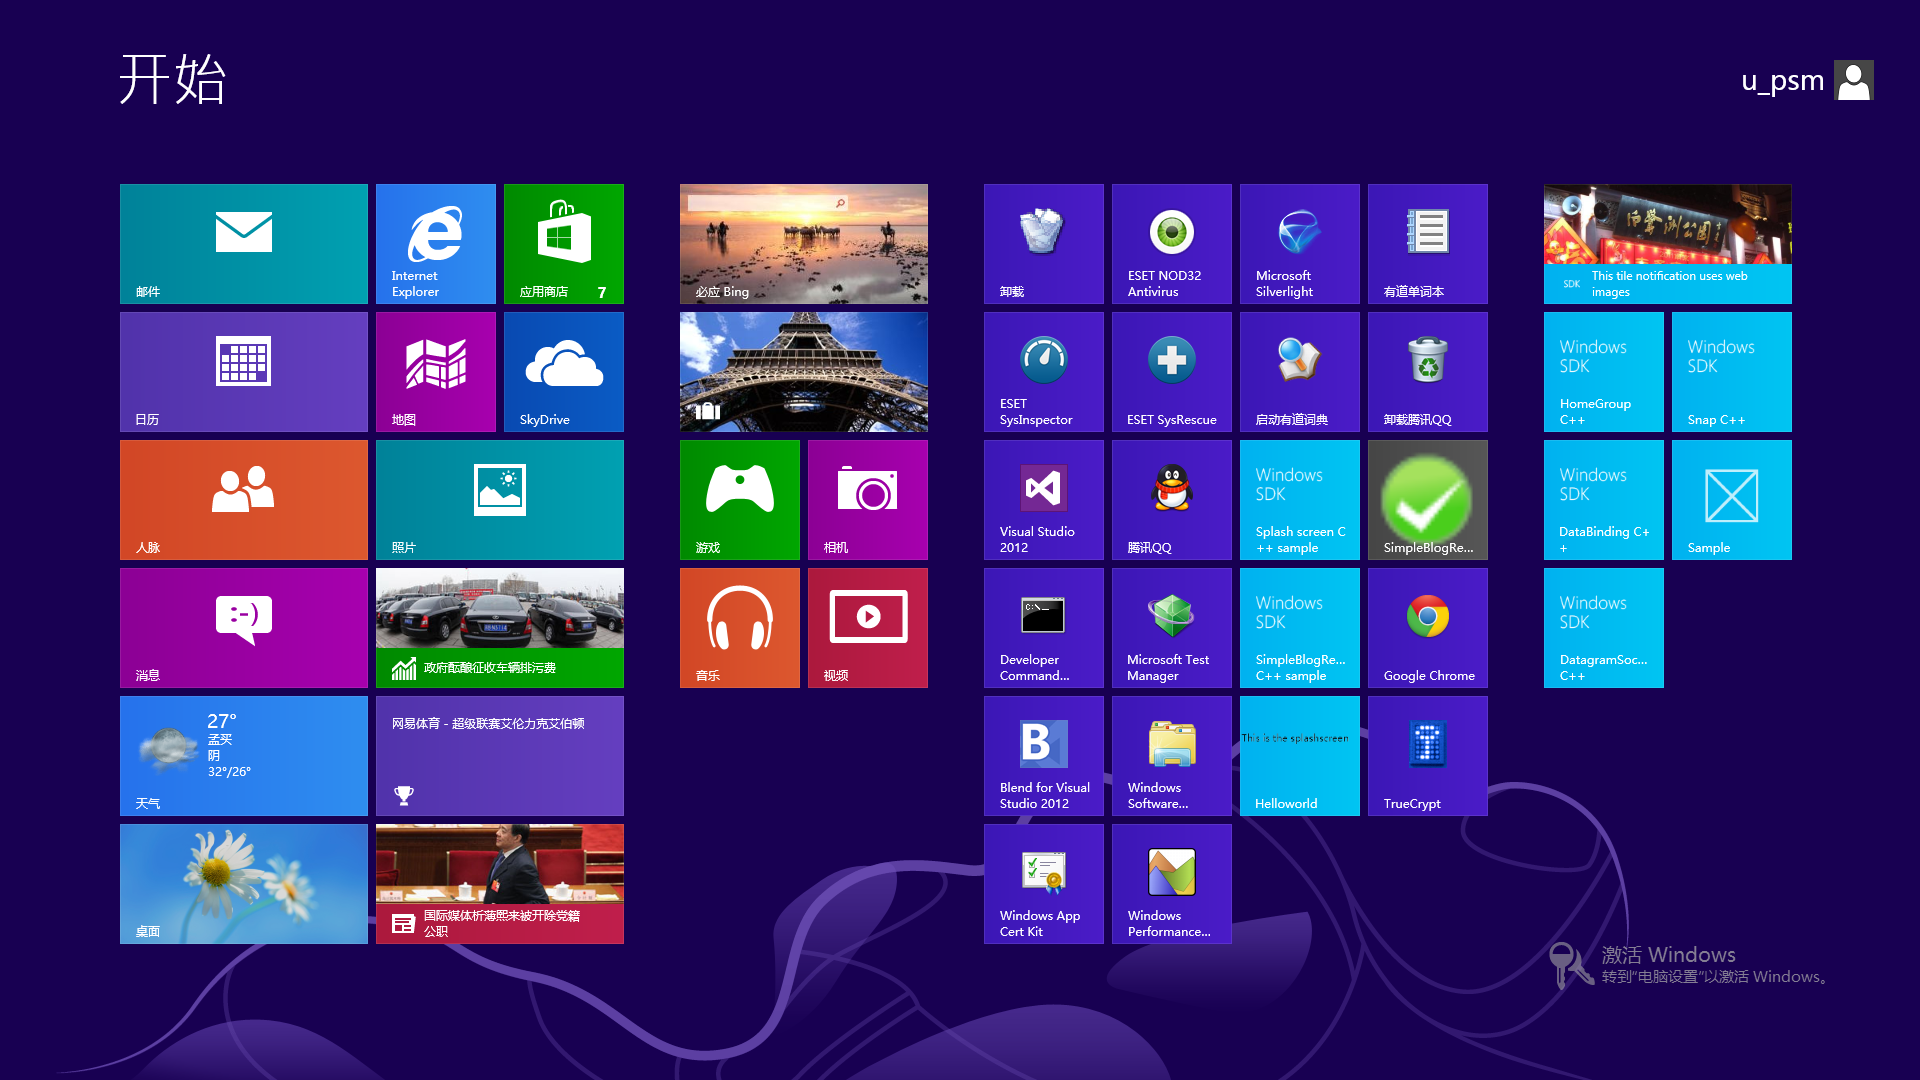 开始
u_psm
邮件
Internet
Explorer
应用商店 7
日历
地图
SkyDrive
人脉
照片
消息
政府酝酿征收车辆排污费
27°
孟买
阴
32°/26°
天气
网易体育 - 超级联赛艾伦力克艾伯顿
桌面
国际媒体析薄熙来被开除党籍
公职
必应 Bing
游戏
相机
音乐
视频
卸载
ESET NOD32
Antivirus
Microsoft
Silverlight
有道单词本
ESET
SysInspector
ESET SysRescue
启动有道词典
卸载腾讯QQ
Visual Studio
2012
腾讯QQ
Windows
SDK
Splash screen C
++ sample
SimpleBlogRe...
C:\_
Developer
Command...
Microsoft Test
Manager
Windows
SDK
SimpleBlogRe...
C++ sample
Google Chrome
B
Blend for Visual
Studio 2012
Windows
Software...
This is the splashscreen
Helloworld
TrueCrypt
Windows App
Cert Kit
Windows
Performance...
SDK
This tile notification uses web
images
Windows
SDK
HomeGroup
C++
Windows
SDK
Snap C++
Windows
SDK
DataBinding C+
+
Sample
Windows
SDK
DatagramSoc...
C++
激活 Windows
转到“电脑设置”以激活 Windows。